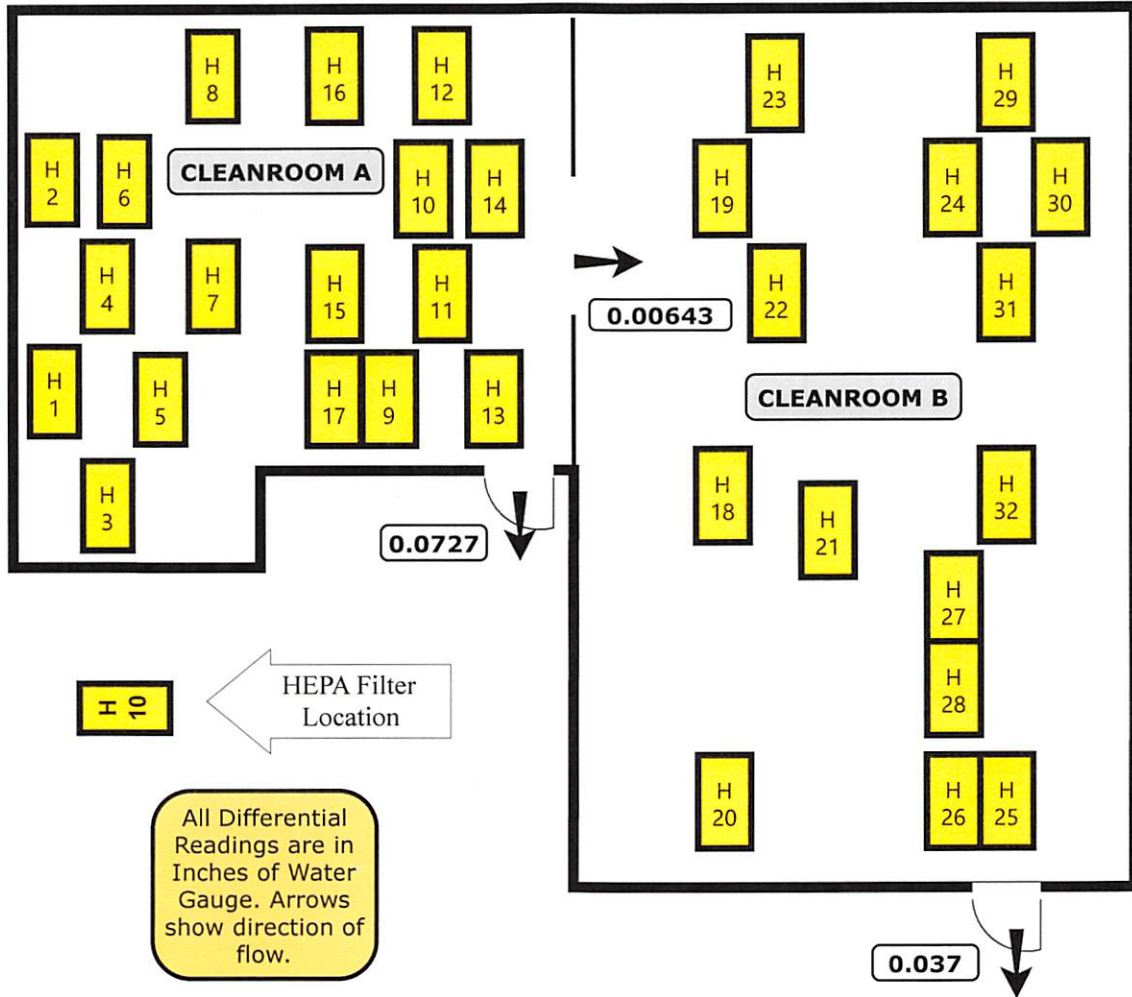 H
8
H
16
H
12
H
23
H
29
H
2
H
6
CLEANROOM A
H
10
H
14
H
19
H
24
H
30
H
4
H
7
H
15
H
11
0.00643
H
22
H
31
H
1
H
5
H
17
H
9
H
13
CLEANROOM B
H
3
0.0727
H
18
H
21
H
32
H
27
H
28
H
10
HEPA Filter
Location
H
20
H
26
H
25
All Differential
Readings are in
Inches of Water
Gauge. Arrows
show direction of
flow.
0.037